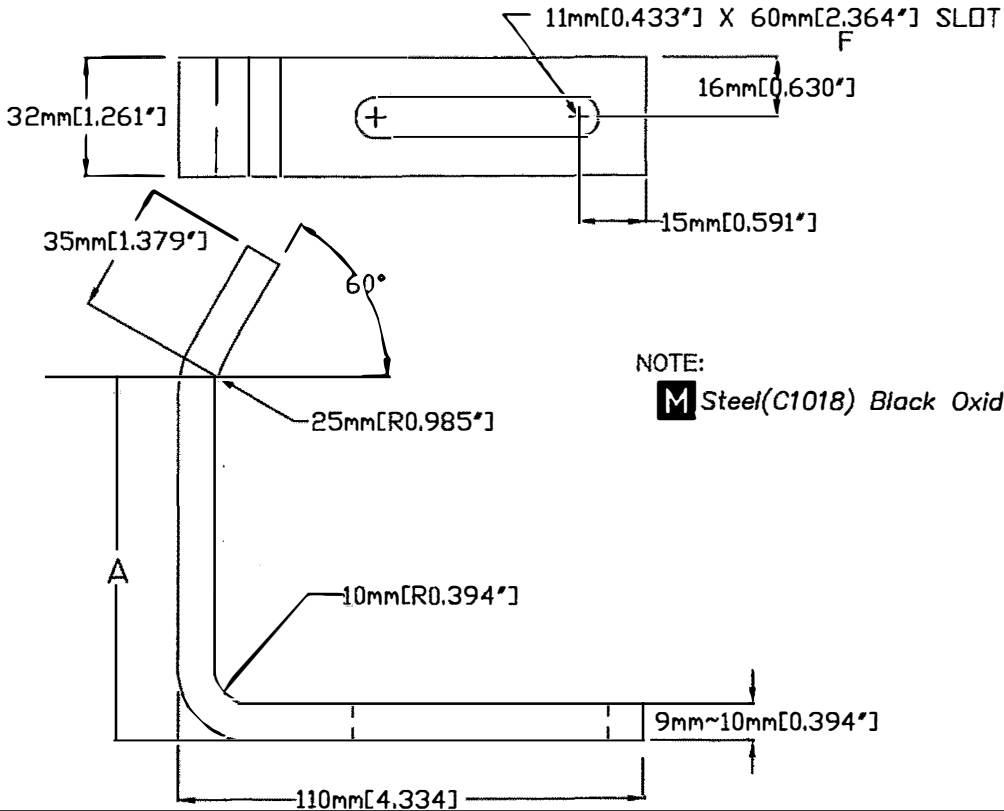 11mm[0.433"] X 60mm[2.364"] SLOT
F
16mm[0.630"]
32mm[1.261"]
15mm[0.591"]
35mm[1.379"]
60°
NOTE:
M Steel(C1018) Black Oxid
25mm[R0.985"]
A
10mm[R0.394"]
9mm~10mm[0.394"]
110mm[4.334]